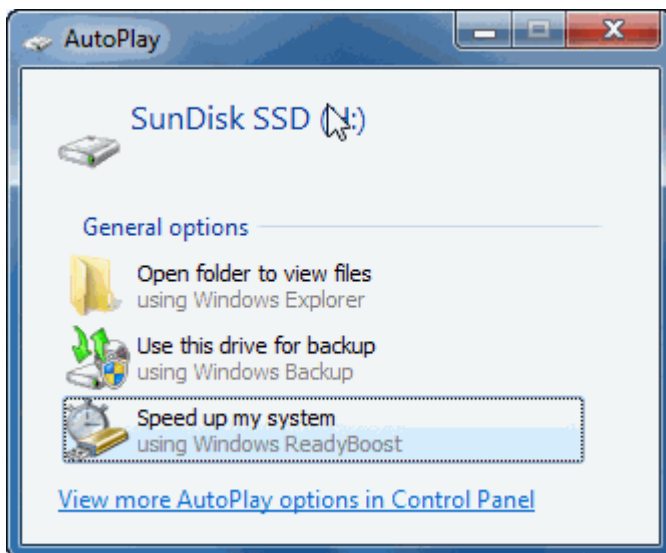 AutoPlay
SunDisk SSD (:)
General options
Open folder to view files
using Windows Explorer
Use this drive for backup
using Windows Backup
Speed up my system
using Windows ReadyBoost
View more AutoPlay options in Control Panel